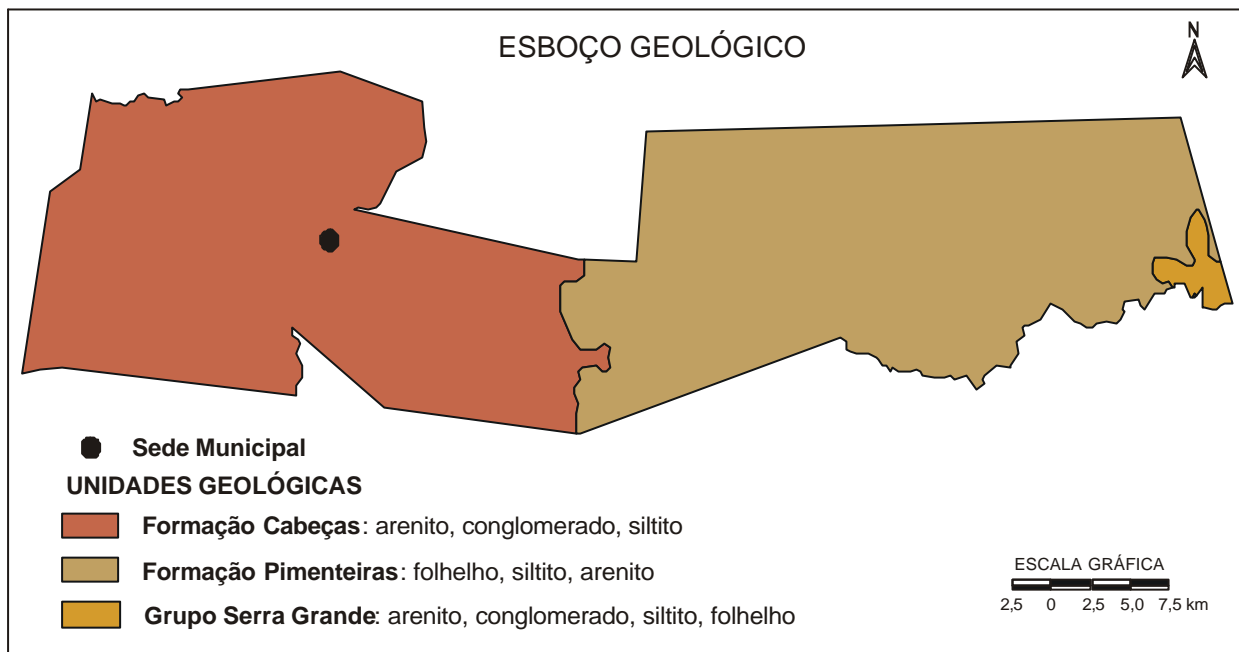 ESBOÇO GEOLÓGICO
N
Sede Municipal
UNIDADES GEOLÓGICAS
Formação Cabeças: arenito, conglomerado, siltito
Formação Pimenteiras: folhelho, siltito, arenito
Grupo Serra Grande: arenito, conglomerado, siltito, folhelho
ESCALA GRÁFICA
2,5 0 2,5 5,0 7,5 km